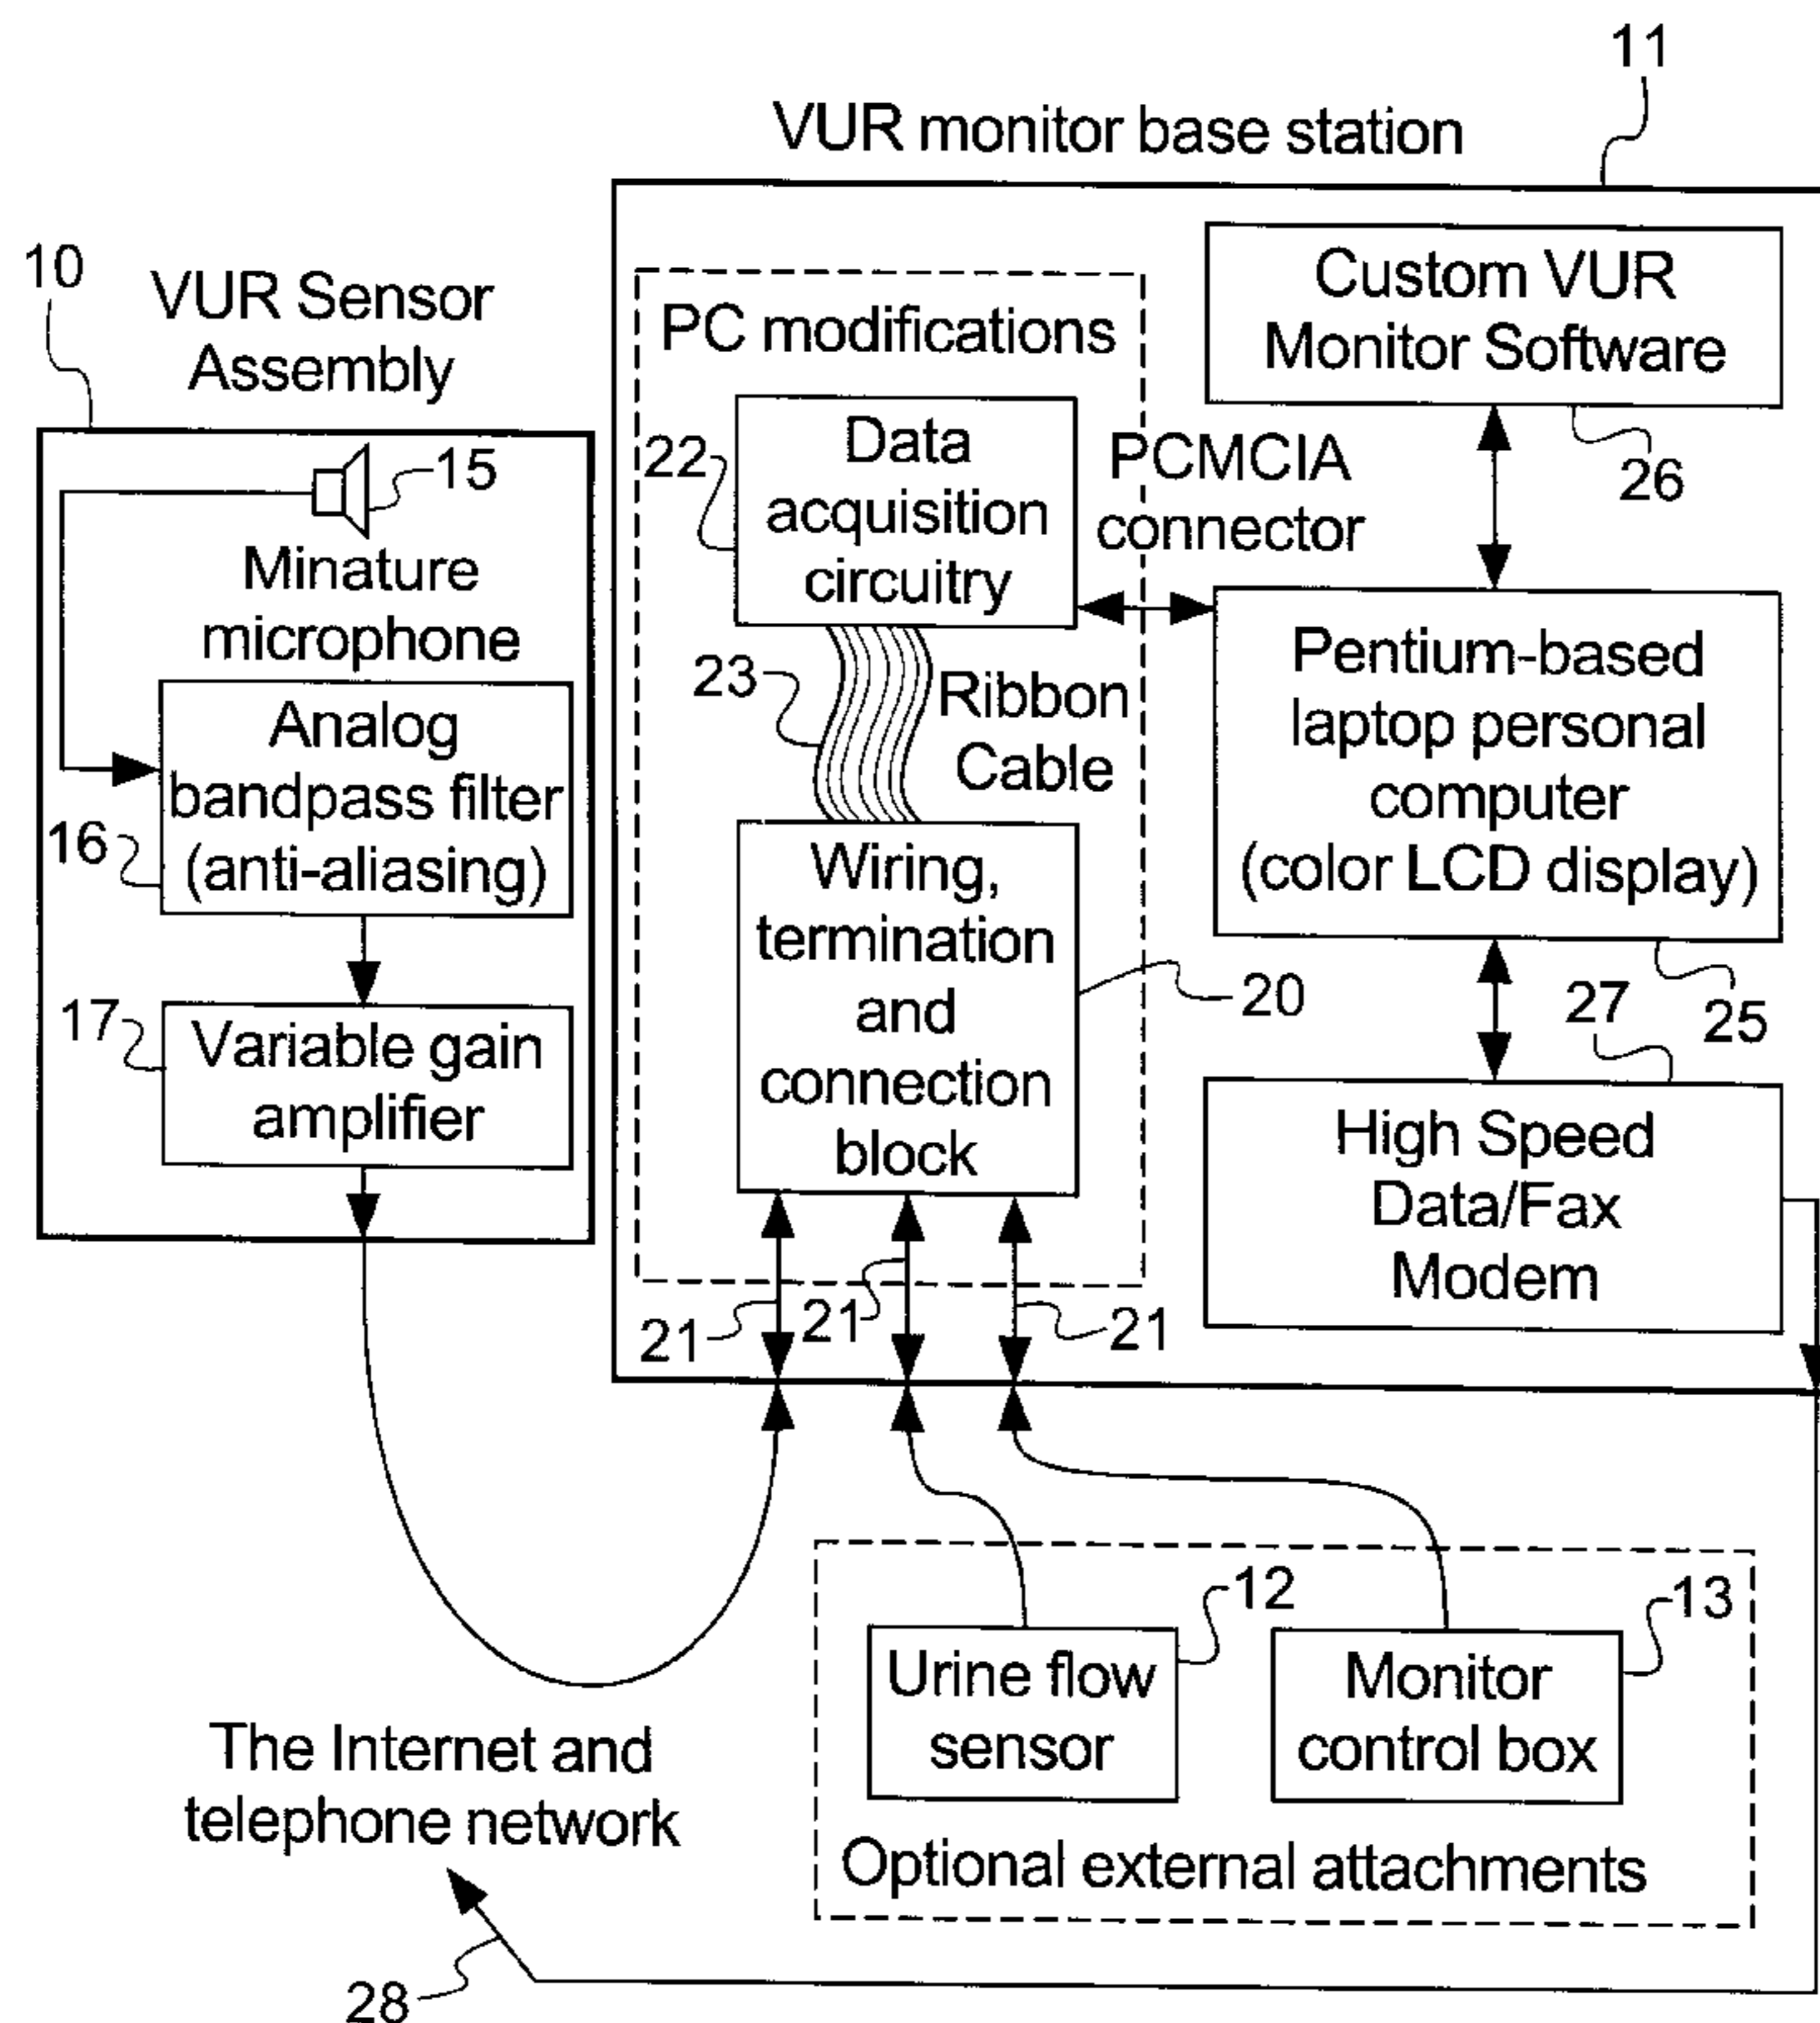 11
VUR monitor base station
10
VUR Sensor
Assembly
15
Minature
microphone
Analog
bandpass filter
(anti-aliasing)
16
17
Variable gain
amplifier
PC modifications
22
Data
acquisition
circuitry
23
Ribbon
Cable
Wiring,
termination
and
connection
block
20
21
21
21
PCMCIA
connector
Custom VUR
Monitor Software
26
Pentium-based
laptop personal
computer
(color LCD display)
25
27
High Speed
Data/Fax
Modem
12
Urine flow
sensor
13
Monitor
control box
Optional external attachments
The Internet and
telephone network
28